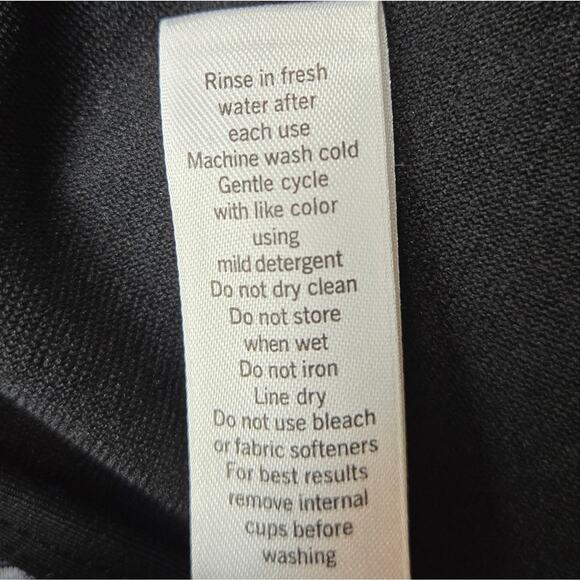 Rinse in fresh
water after
each use
Machine wash cold
Gentle cycle
with like color
using
mild detergent
Do not dry clean
Do not store
when wet
Do not iron
Line dry
Do not use bleach
or fabric softeners
For best results
remove internal
cups before
washing